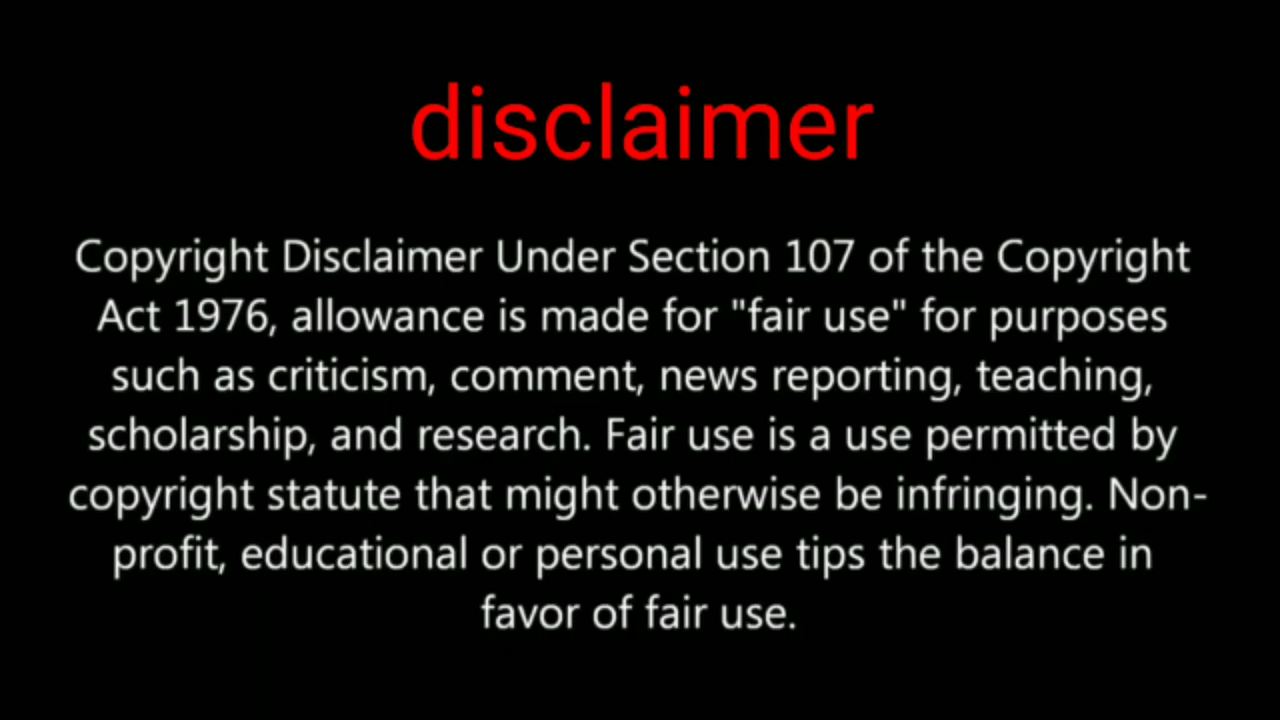 disclaimer
Copyright Disclaimer Under Section 107 of the Copyright
Act 1976, allowance is made for "fair use" for purposes
such as criticism, comment, news reporting, teaching,
scholarship, and research. Fair use is a use permitted by
copyright statute that might otherwise be infringing. Non-
profit, educational or personal use tips the balance in
favor of fair use.